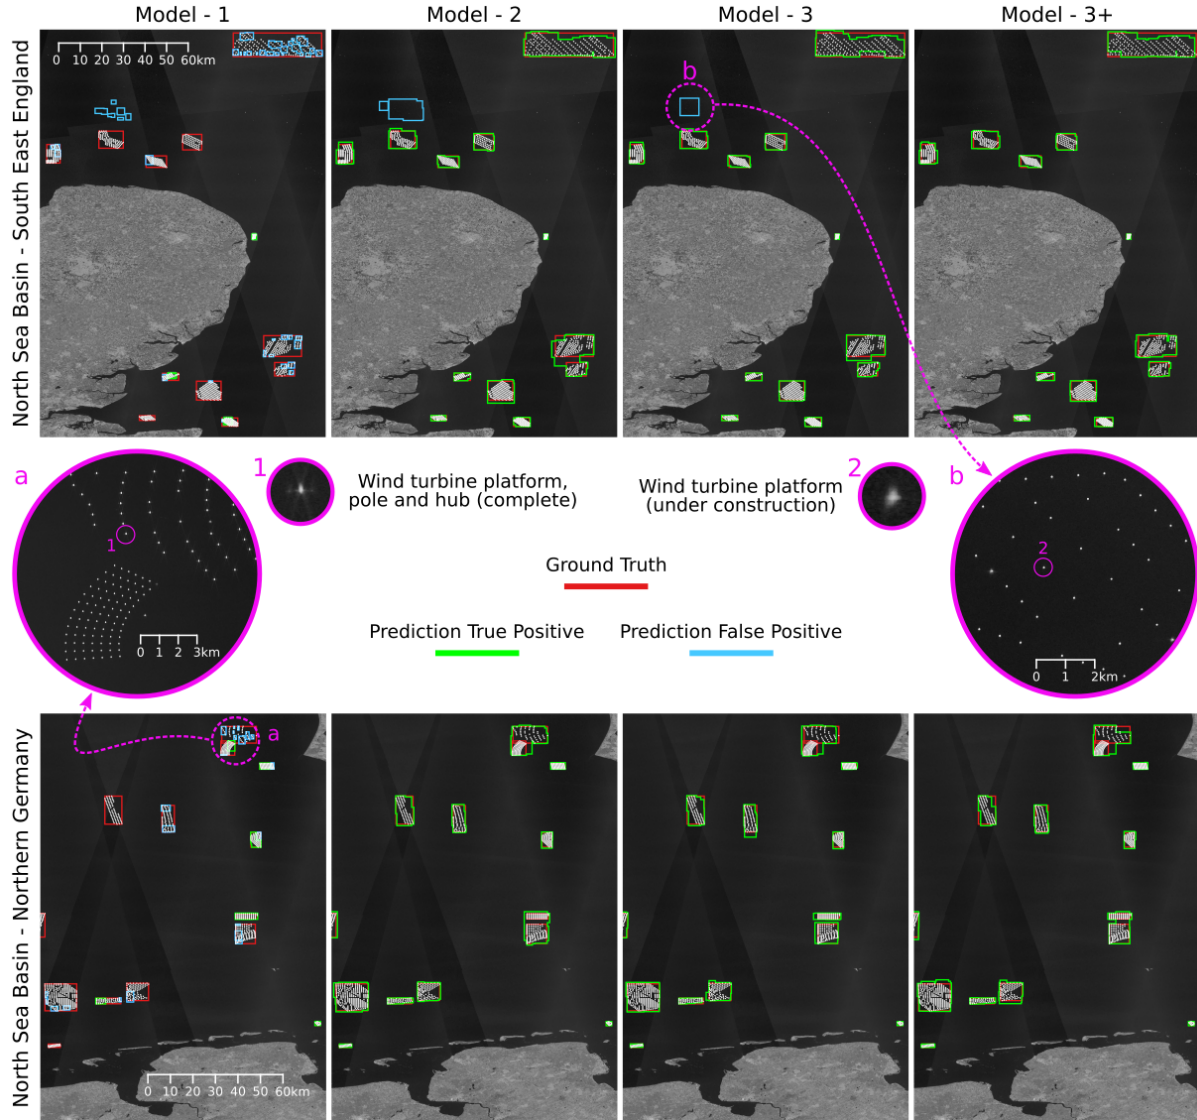 Model - 1
Model - 2
Model - 3
Model - 3+
North Sea Basin - South East England
0 10 20 30 40 50 60km
b
a
1
Wind turbine platform,
pole and hub (complete)
Wind turbine platform
(under construction)
2
b
1
0 1 2 3km
Ground Truth
Prediction True Positive
Prediction False Positive
2
0 1 2km
North Sea Basin - Northern Germany
a
0 10 20 30 40 50 60km